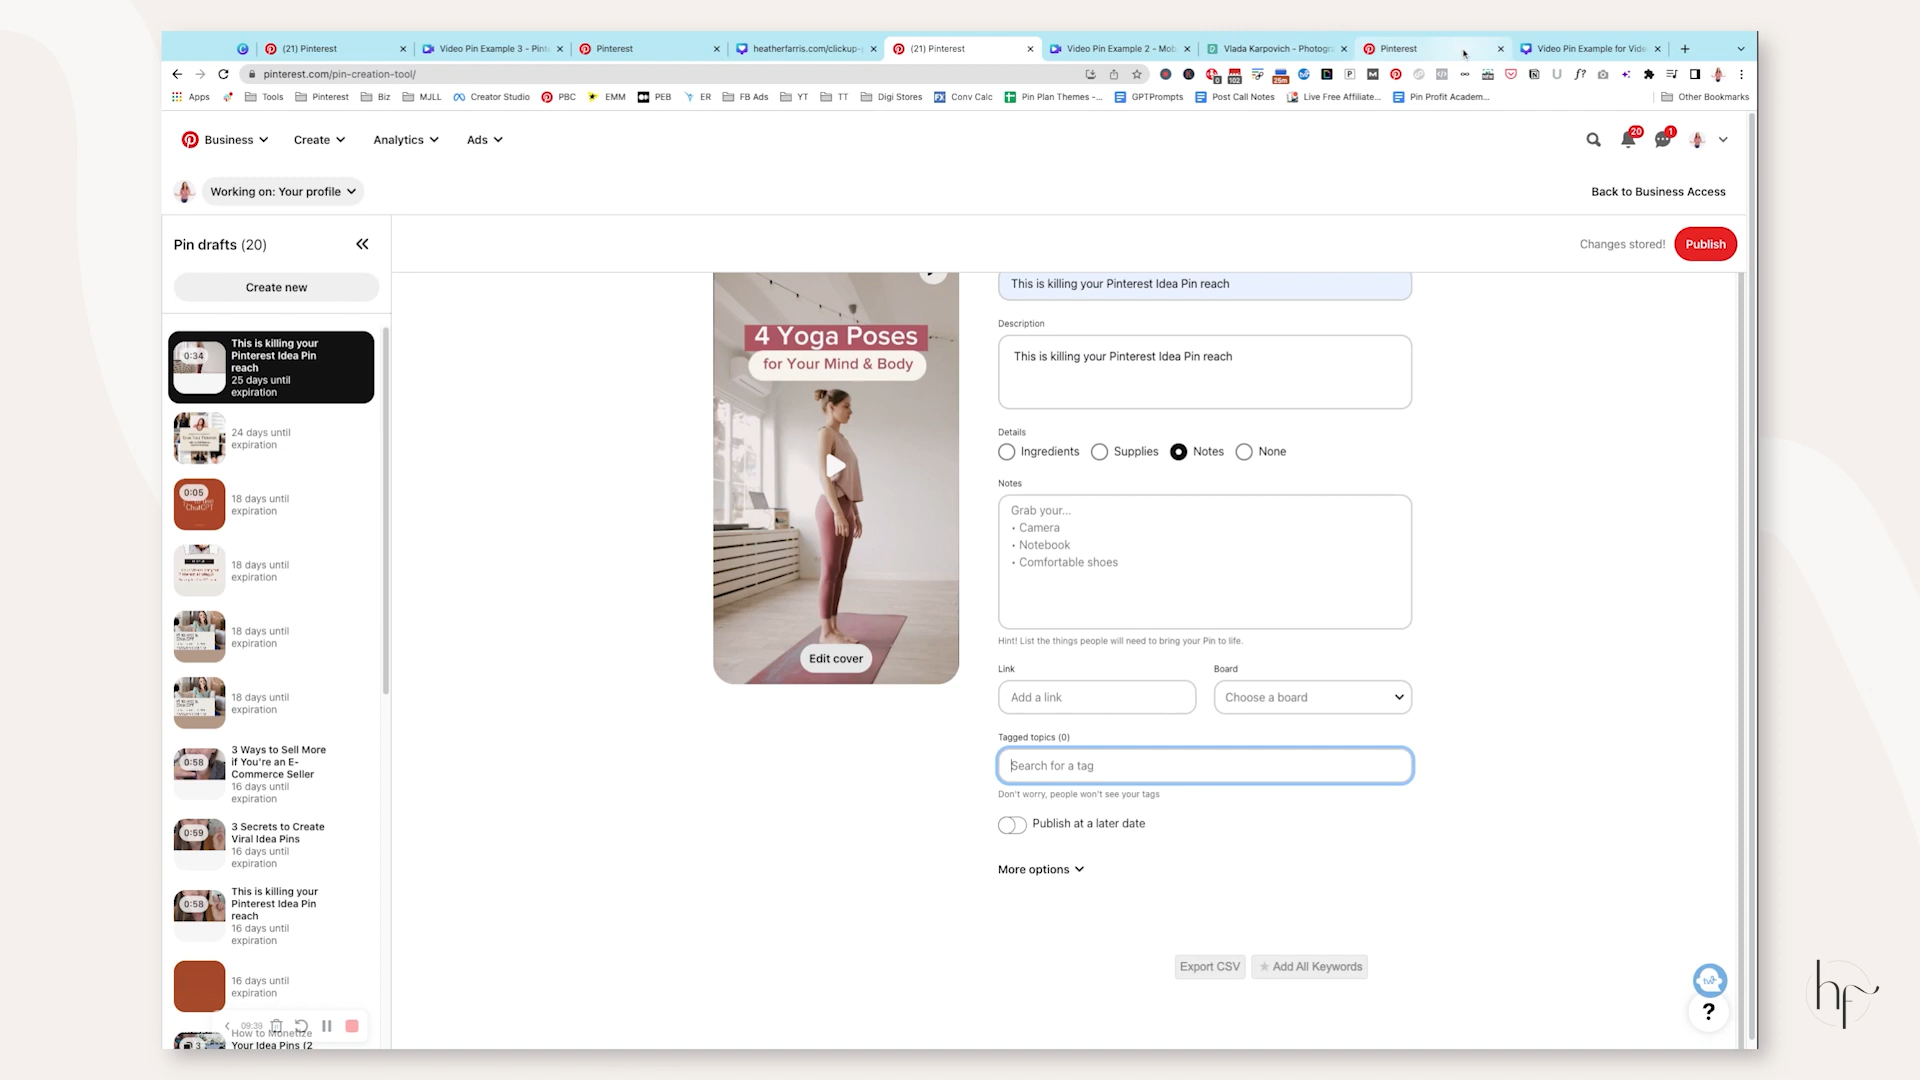 (21) Pinterest
Video Pin Example 3 - Pint
Pinterest
heatherfarris.com/clickup-
(21) Pinterest
Video Pin Example 2 - Mob
Vlada Karpovich - Photogra
Pinterest
Video Pin Example for Vide
pinterest.com/pin-creation-tool/
Apps
Tools
Pinterest
Biz
MJLL
Creator Studio
PBC
EMM
PEB
ER
FB Ads
YT
TT
Digi Stores
Conv Calc
Pin Plan Themes -...
GPTPrompts
Post Call Notes
Live Free Affiliate...
Pin Profit Academ...
Other Bookmarks
Business
Create
Analytics
Ads
20
1
Working on: Your profile
Back to Business Access
Pin drafts (20)
Changes stored!
Publish
Create new
0:34
This is killing your
Pinterest Idea Pin
reach
25 days until
expiration
24 days until
expiration
0:05
ChatGPT
18 days until
expiration
18 days until
expiration
18 days until
expiration
18 days until
expiration
0:58
3 Ways to Sell More
if You're an E-
Commerce Seller
16 days until
expiration
0:59
3 Secrets to Create
Viral Idea Pins
16 days until
expiration
0:58
This is killing your
Pinterest Idea Pin
reach
16 days until
expiration
16 days until
expiration
09:39
3
How to Monetize
Your Idea Pins (2
4 Yoga Poses
for Your Mind & Body
Edit cover
This is killing your Pinterest Idea Pin reach
Description
This is killing your Pinterest Idea Pin reach
Details
Ingredients
Supplies
Notes
None
Notes
Grab your...
• Camera
• Notebook
• Comfortable shoes
Hint! List the things people will need to bring your Pin to life.
Link
Board
Add a link
Choose a board
Tagged topics (0)
Search for a tag
Don't worry, people won't see your tags
Publish at a later date
More options
Export CSV
Add All Keywords
?
hf